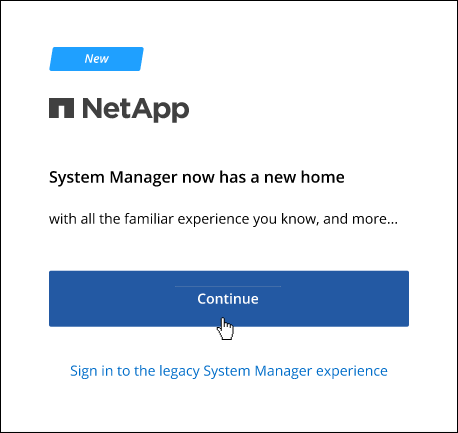 New
NetApp
System Manager now has a new home
with all the familiar experience you know, and more...
Continue
Sign in to the legacy System Manager experience